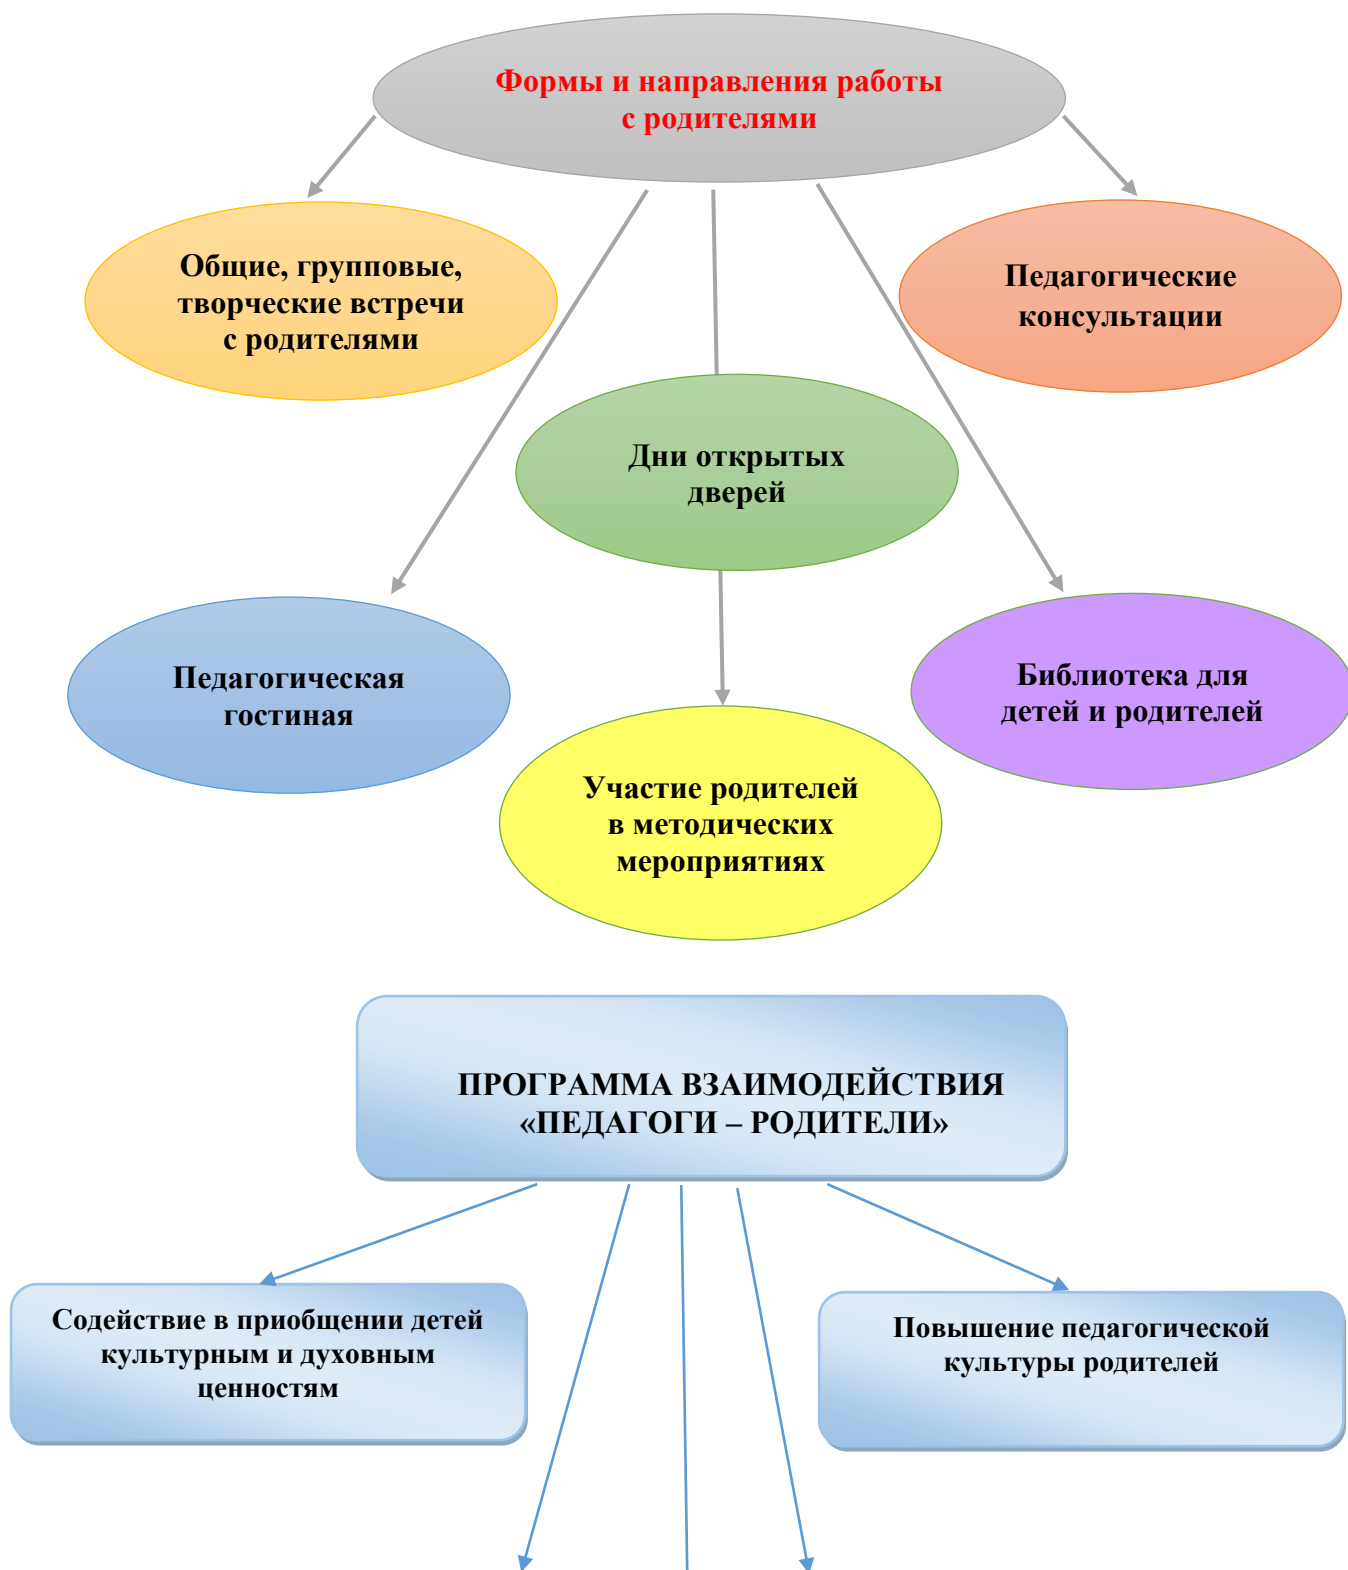 Формы и направления работы
с родителями
Общие, групповые,
творческие встречи
с родителями
Педагогические
консультации
Дни открытых
дверей
Педагогическая
гостиная
Библиотека для
детей и родителей
Участие родителей
в методических
мероприятиях
ПРОГРАММА ВЗАИМОДЕЙСТВИЯ
«ПЕДАГОГИ – РОДИТЕЛИ»
Содействие в приобщении детей
культурным и духовным
ценностям
Повышение педагогической
культуры родителей